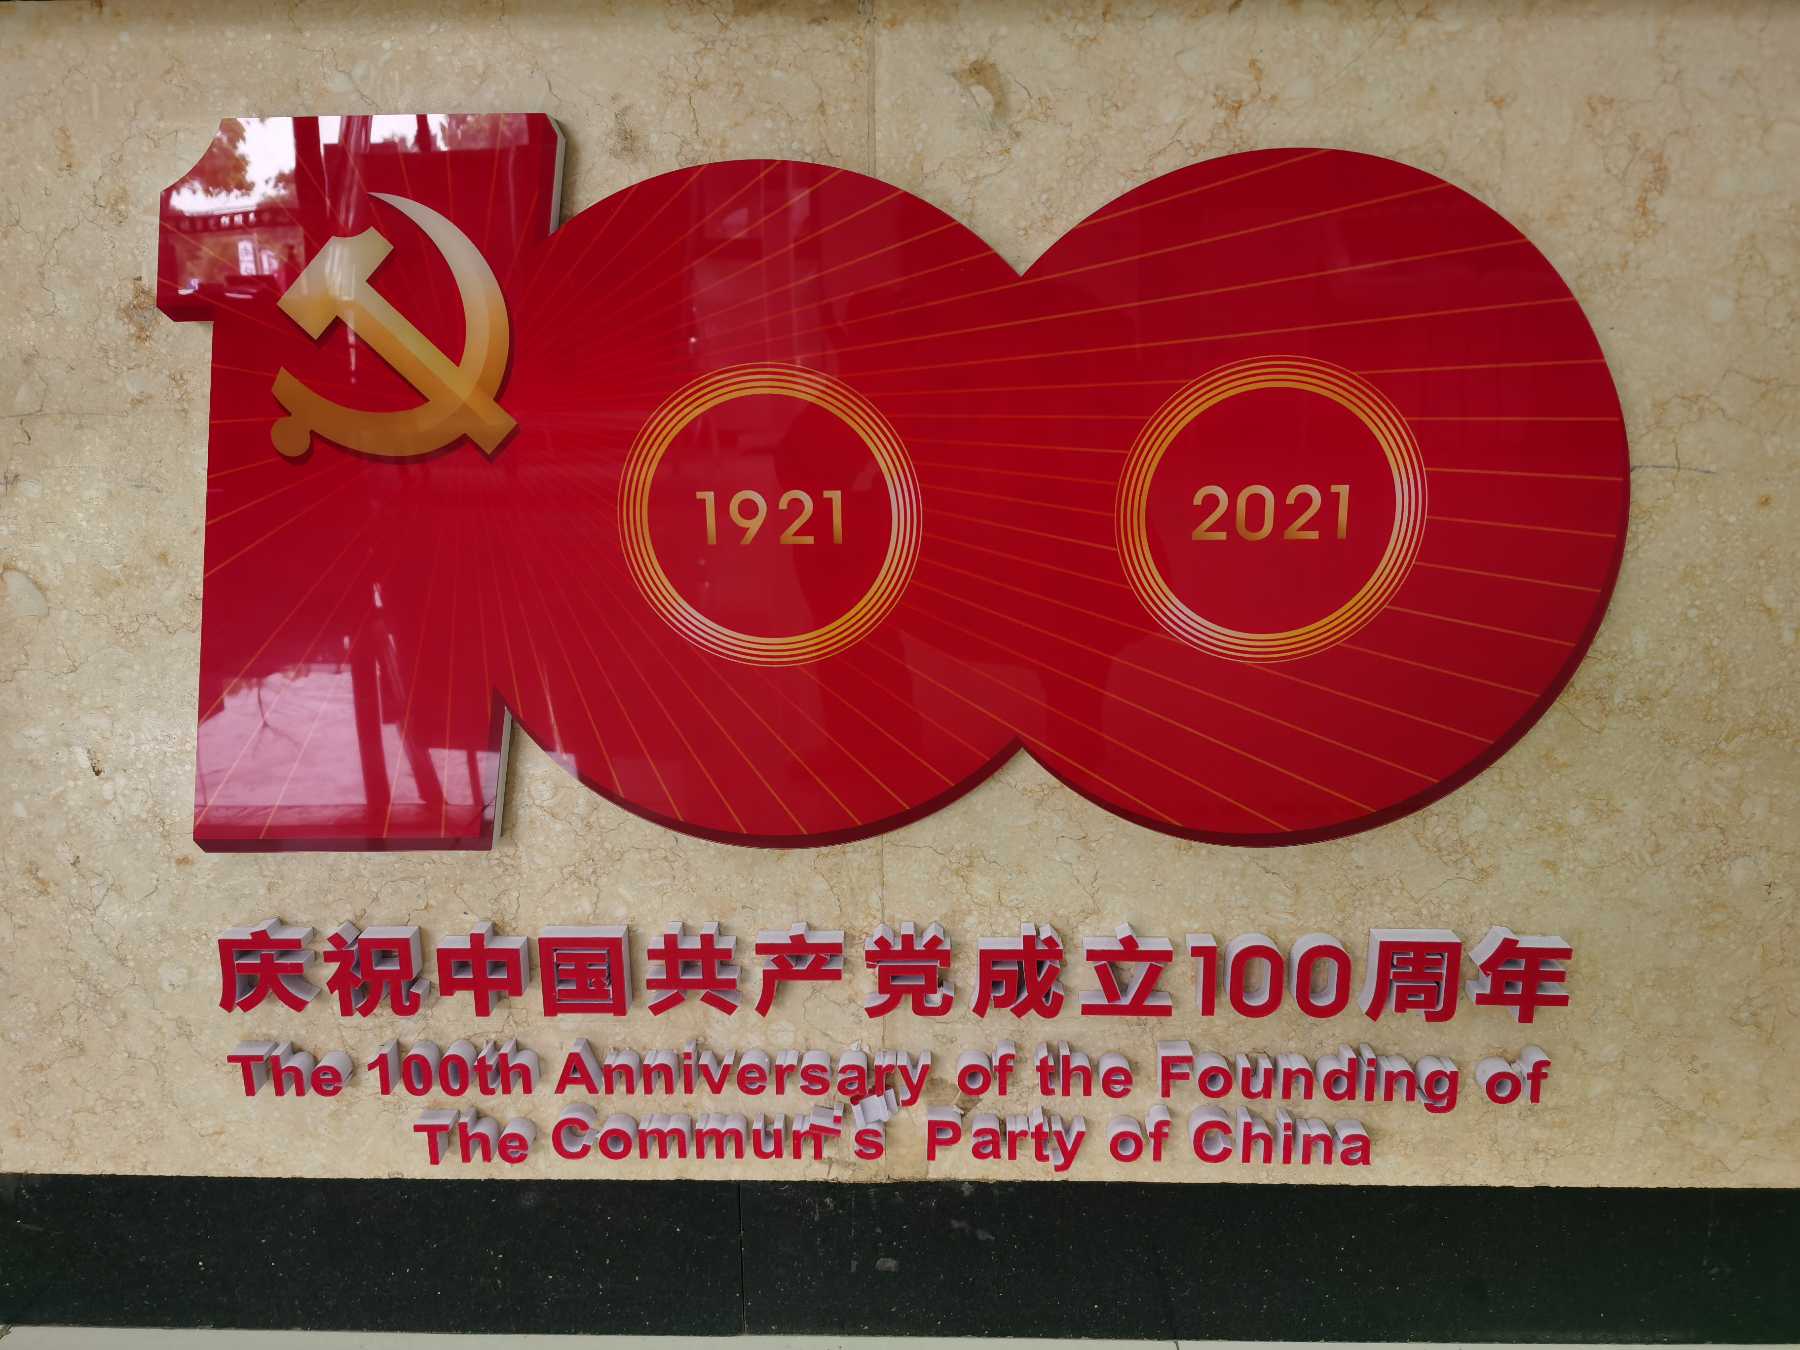 1921
2021
庆祝中国共产党成立100周年
The 100th Anniversary of the Founding of
The Commun s Party of China